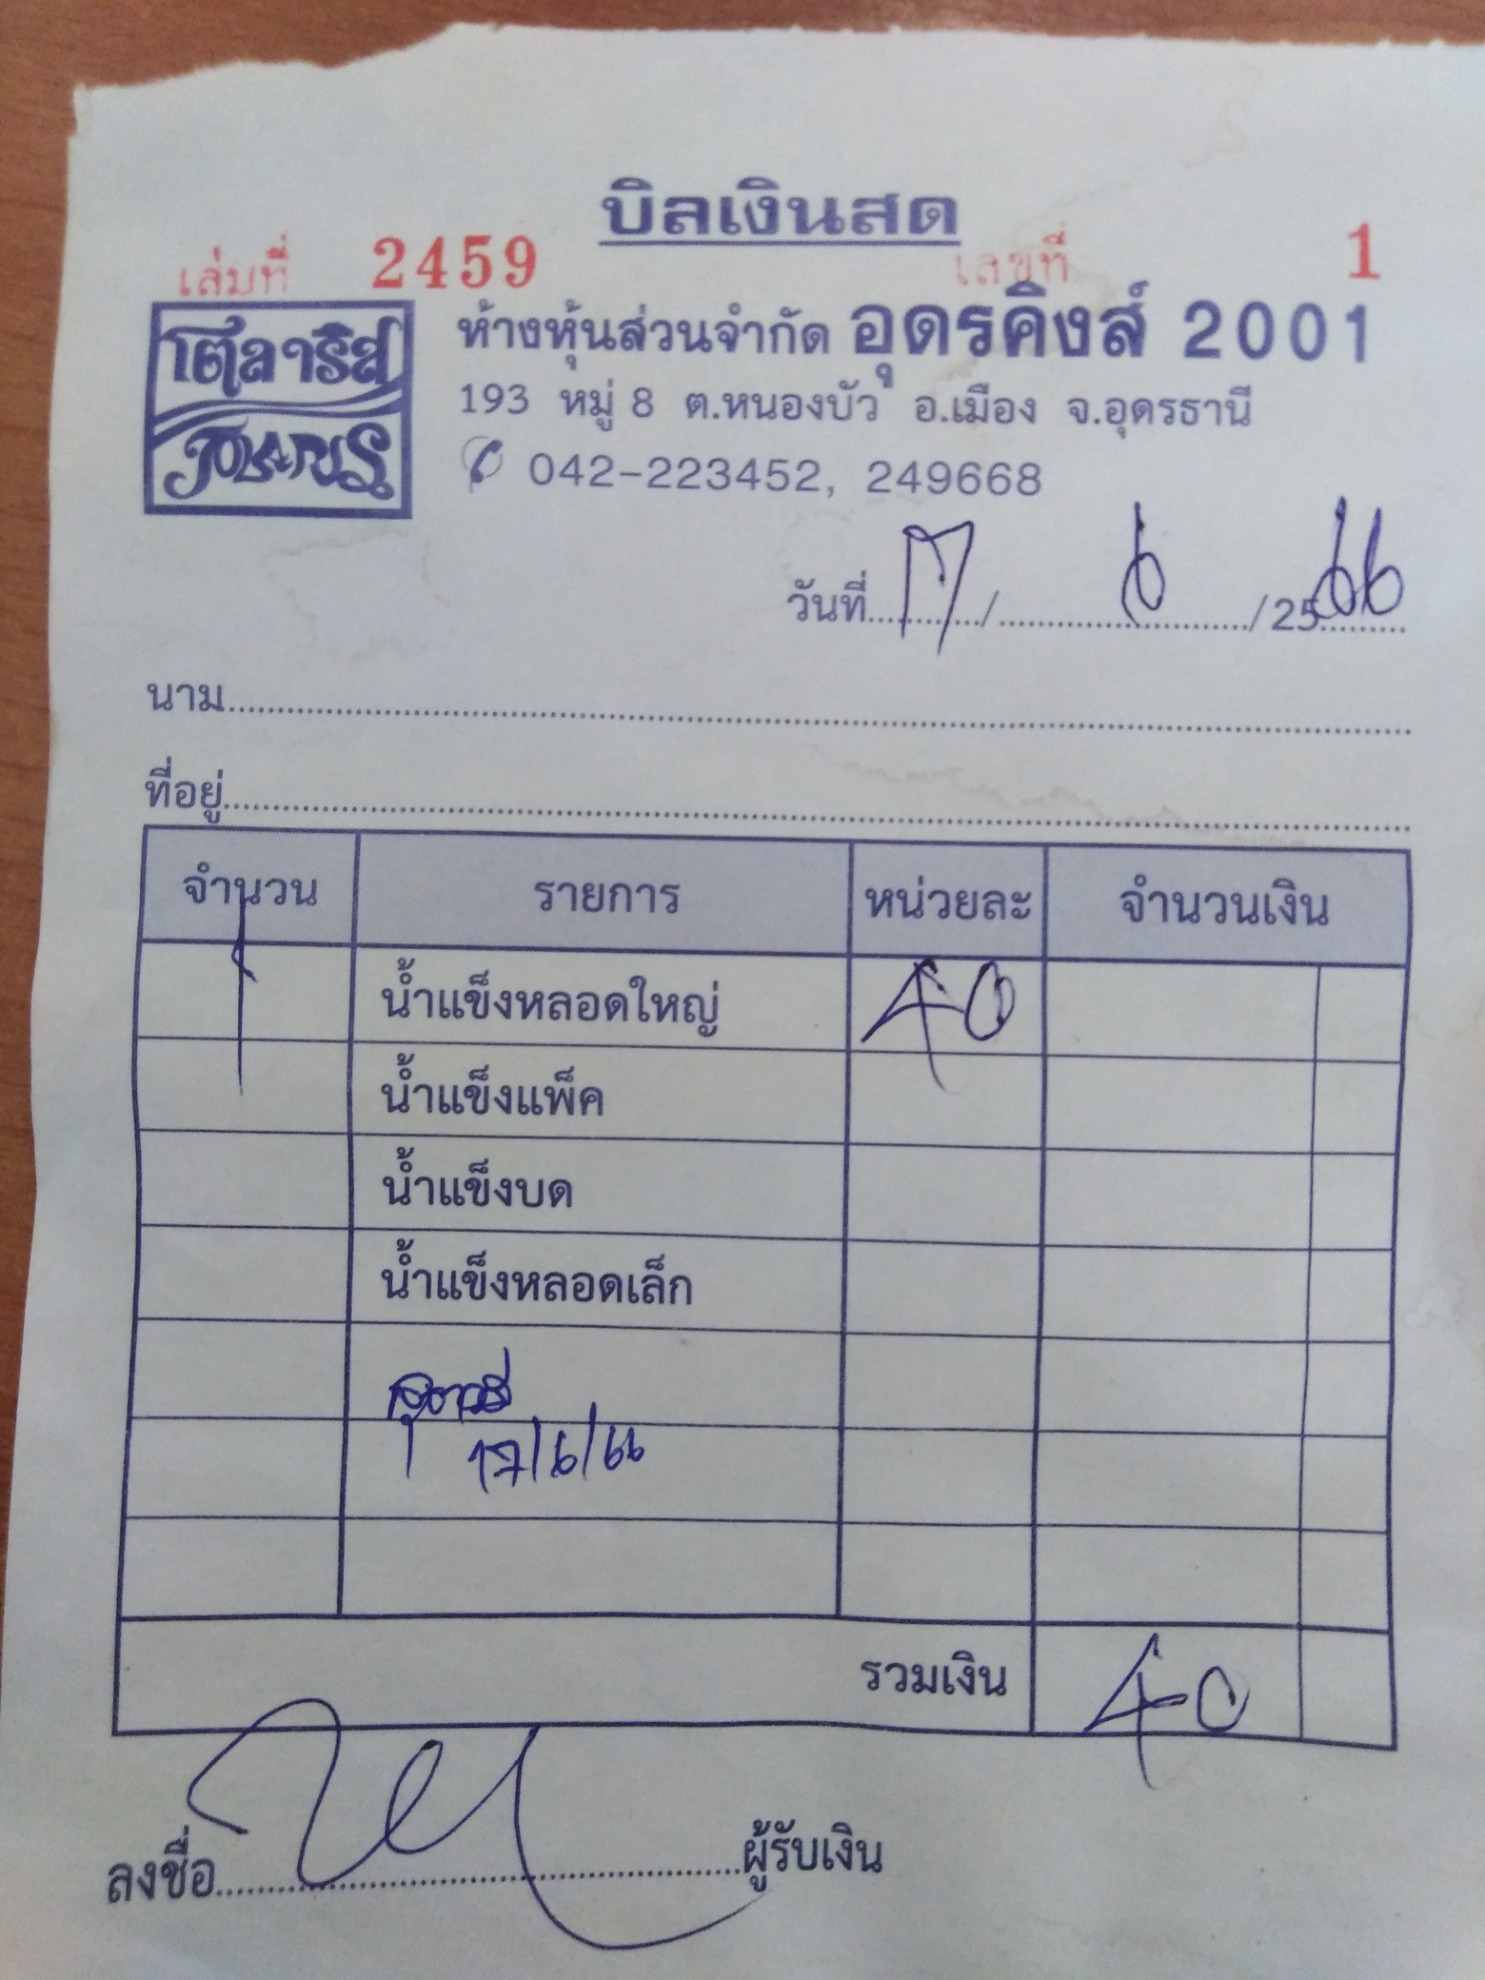 บิลเงินสด
เล่มที่ 2459 เลขที่ 1
โตลาริส
POLARIS
ห้างหุ้นส่วนจำกัด อุดรคิงส์ 2001
193 หมู่ 8 ต.หนองบัว อ.เมือง จ.อุดรธานี
042-223452, 249668
วันที่ 17 / 6 / 2566
นาม
ที่อยู่
จำนวน รายการ หน่วยละ จำนวนเงิน
1 น้ำแข็งหลอดใหญ่ 40
น้ำแข็งแพ็ค
น้ำแข็งบด
น้ำแข็งหลอดเล็ก
17/6/66
รวมเงิน 40
ลงชื่อ ผู้รับเงิน